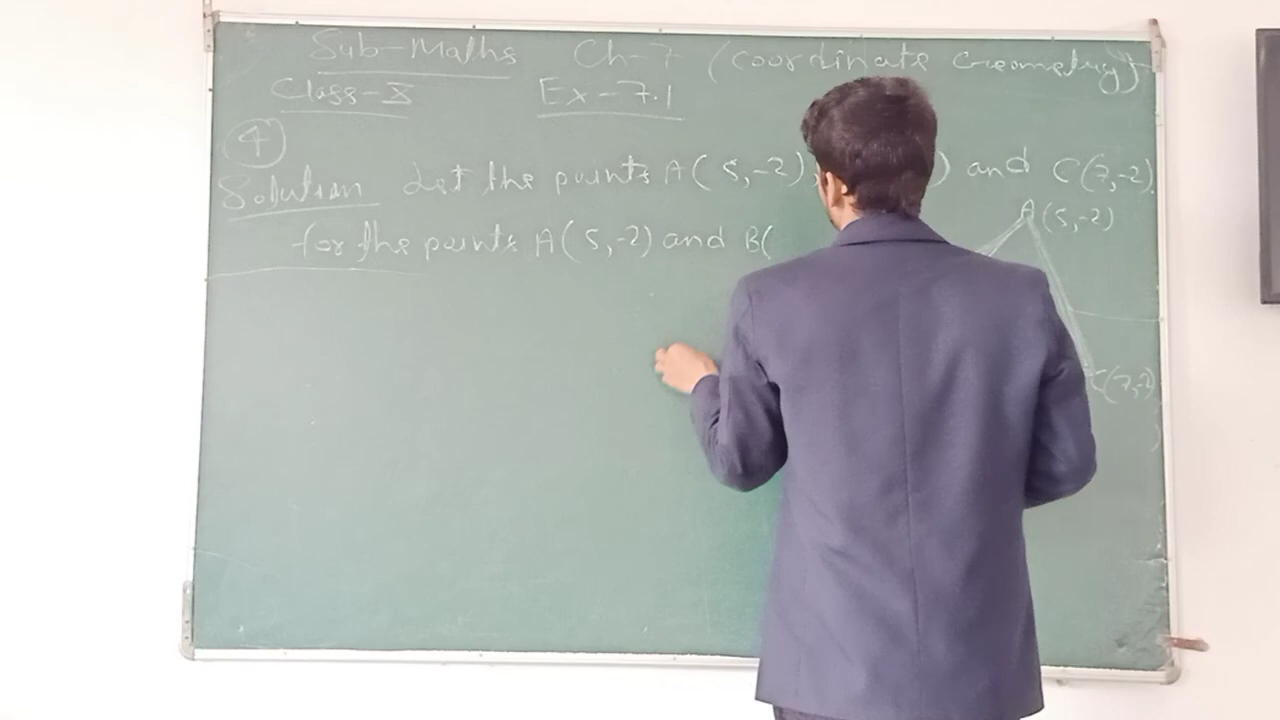 Sub-Maths Ch-7 (Coordinate Geometry)
Class-X Ex-7.1
4
Solution Let the points A(5,-2), ) and C(7,-2).
for the points A(5,-2) and B(
A(5,-2)
C(7,-2)